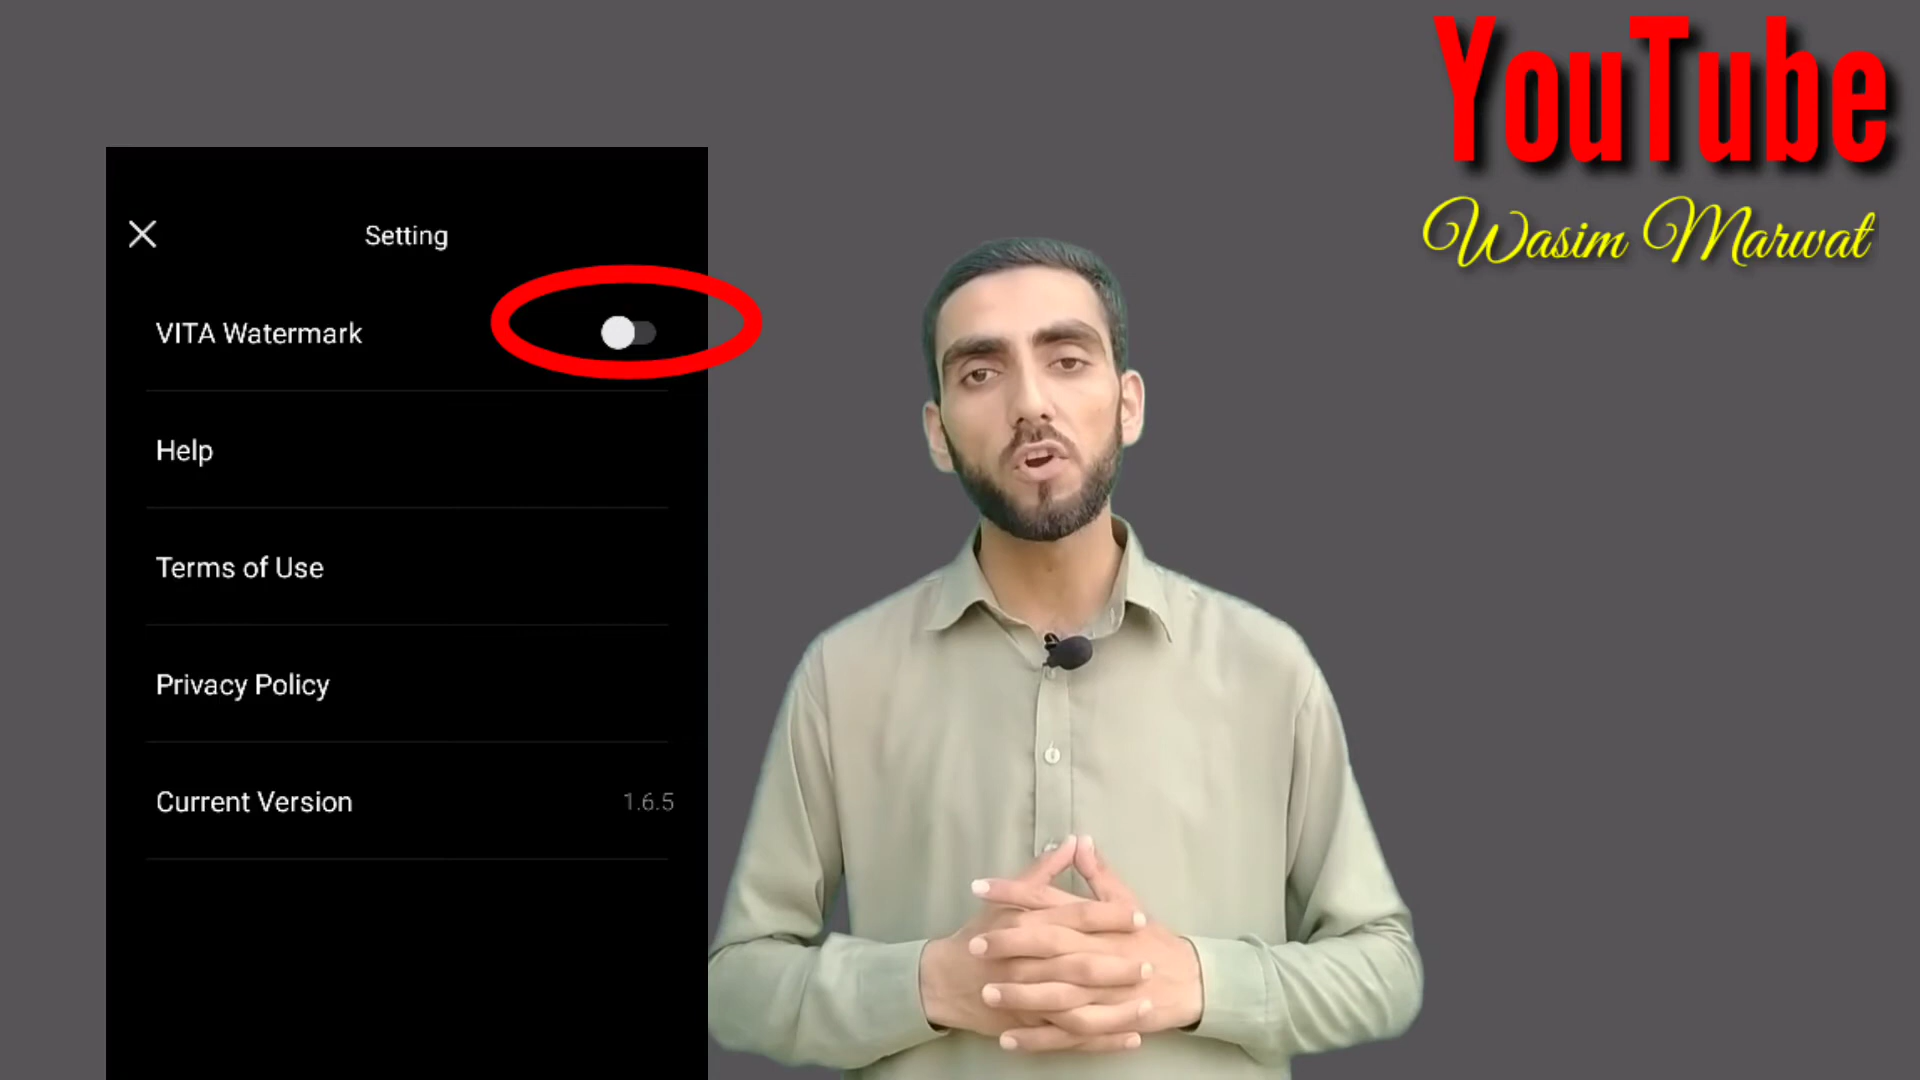 YouTube
Wasim Marwat
Setting
VITA Watermark
Help
Terms of Use
Privacy Policy
Current Version 1.6.5